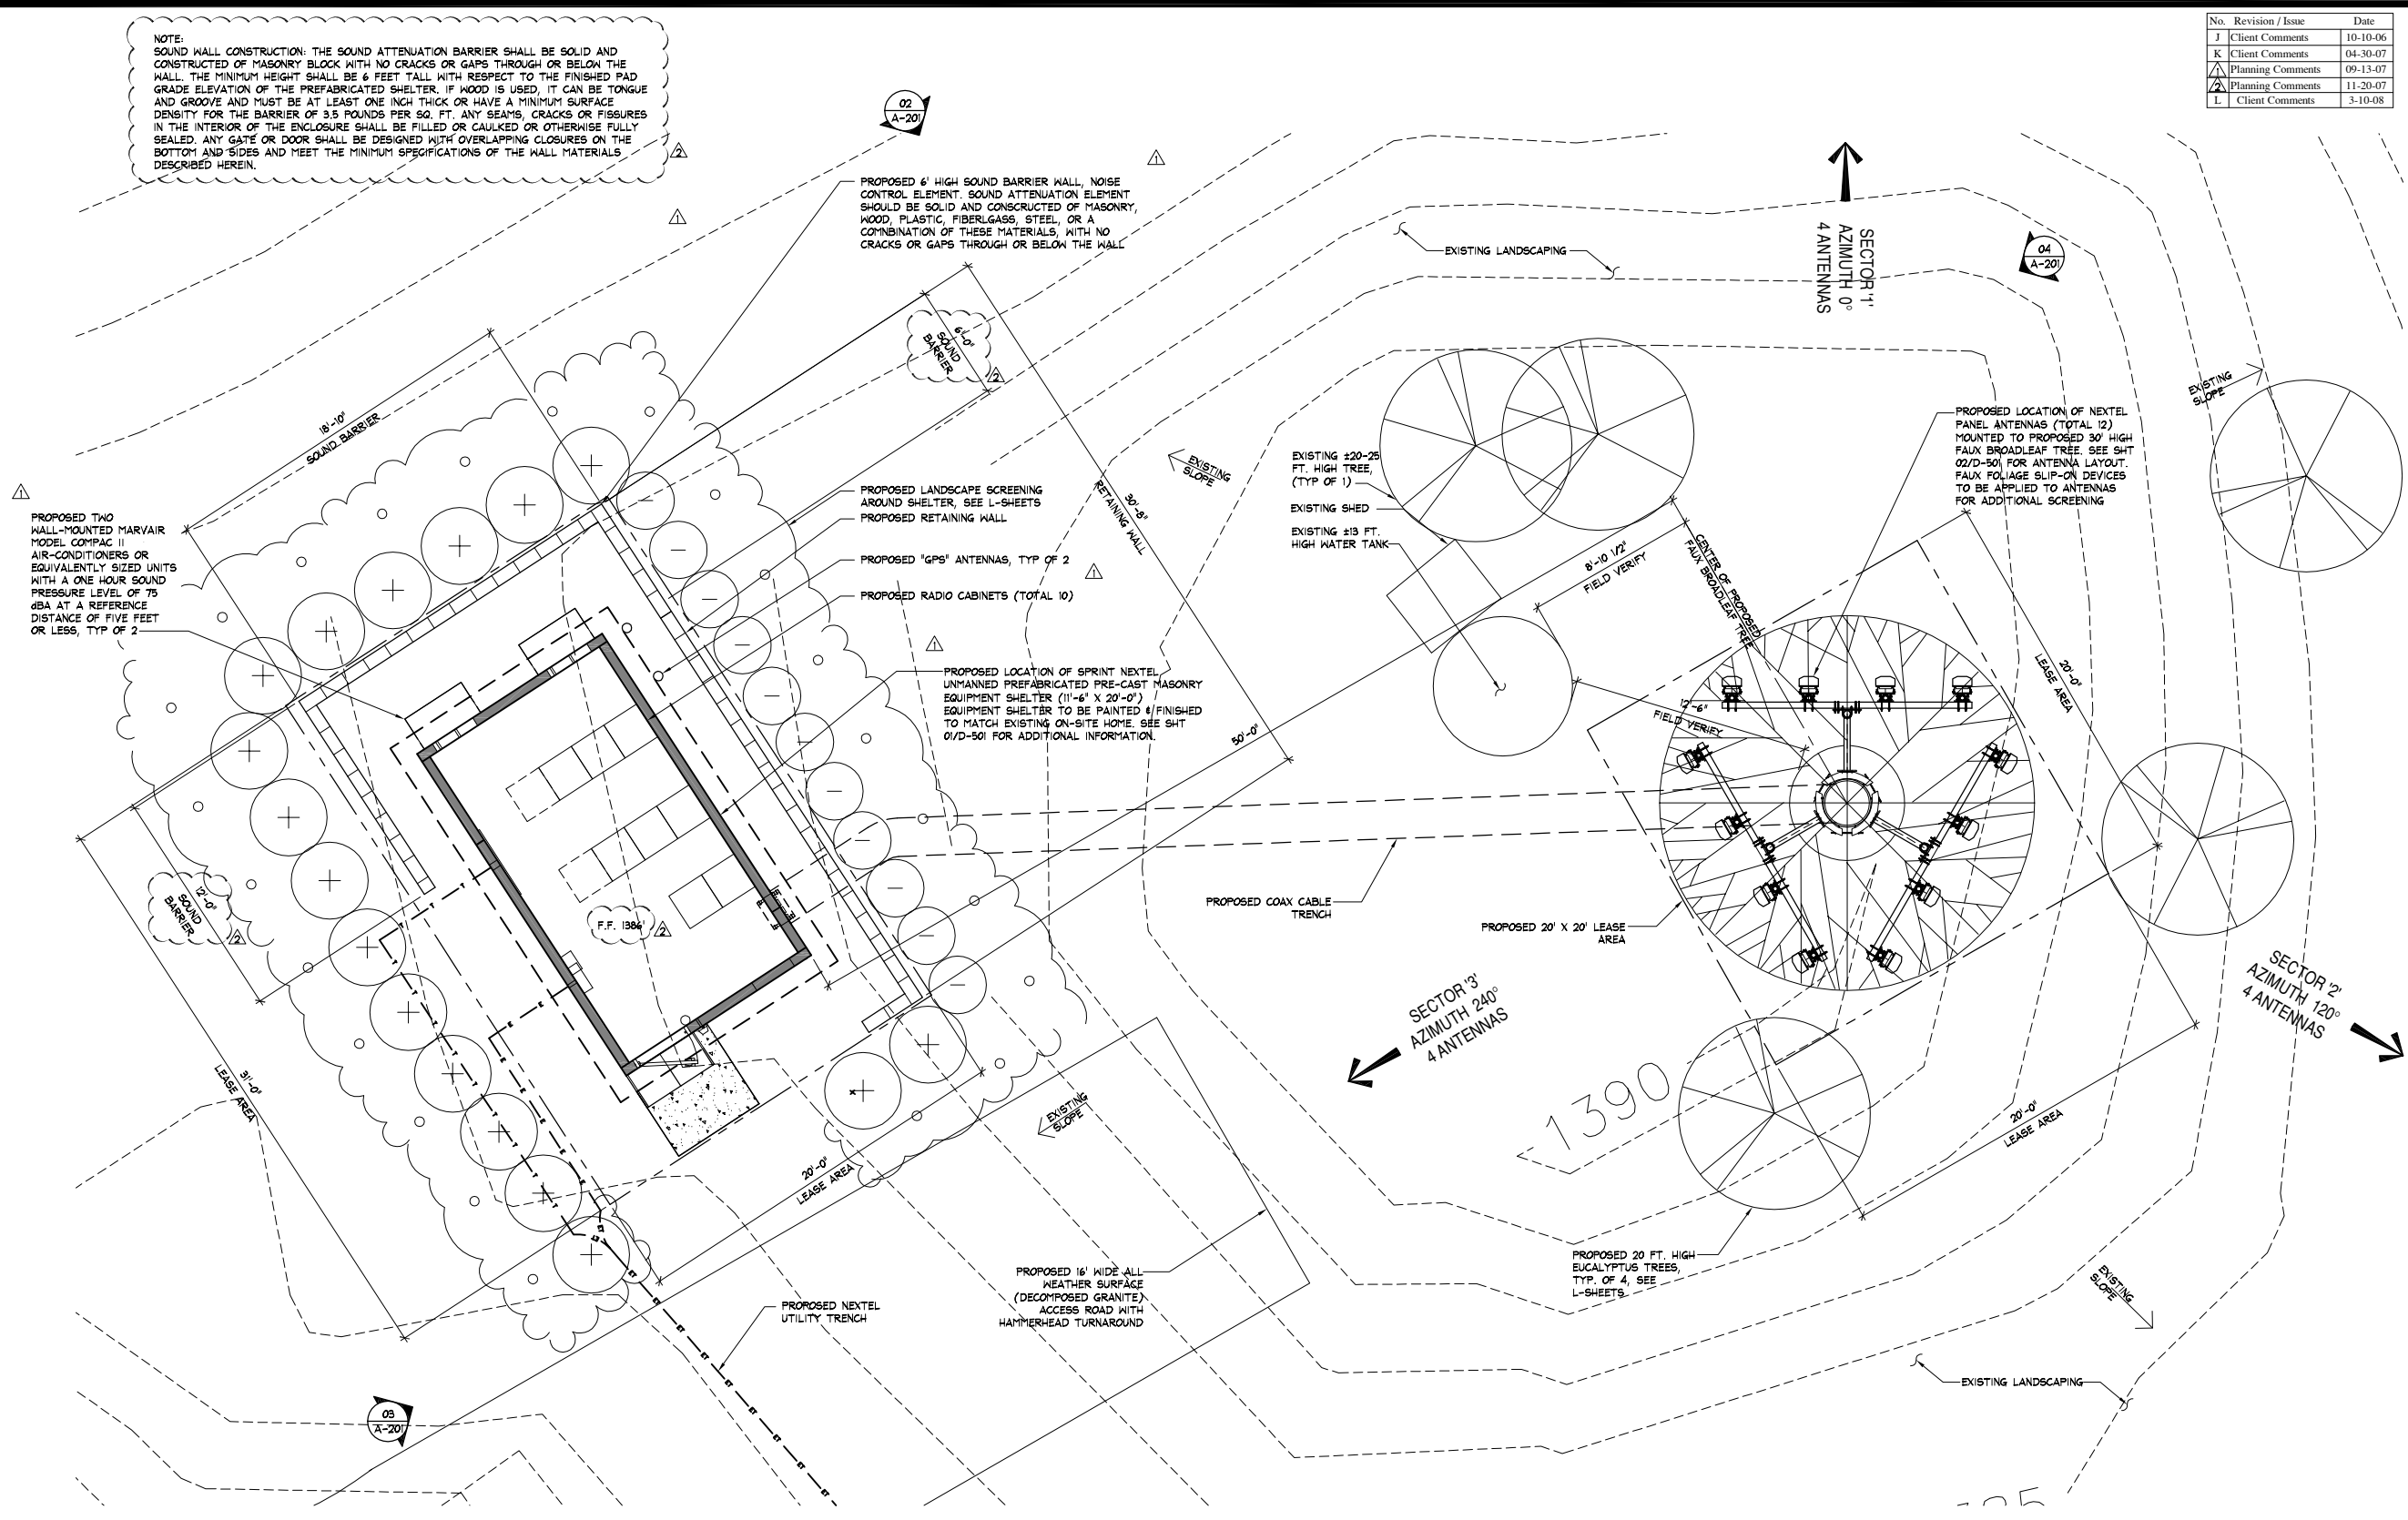 NOTE:
SOUND WALL CONSTRUCTION: THE SOUND ATTENUATION BARRIER SHALL BE SOLID AND
CONSTRUCTED OF MASONRY BLOCK WITH NO CRACKS OR GAPS THROUGH OR BELOW THE
WALL. THE MINIMUM HEIGHT SHALL BE 6 FEET TALL WITH RESPECT TO THE FINISHED PAD
GRADE ELEVATION OF THE PREFABRICATED SHELTER. IF WOOD IS USED, IT CAN BE TONGUE
AND GROOVE AND MUST BE AT LEAST ONE INCH THICK OR HAVE A MINIMUM SURFACE
DENSITY FOR THE BARRIER OF 3.5 POUNDS PER SQ. FT. ANY SEAMS, CRACKS OR FISSURES
IN THE INTERIOR OF THE ENCLOSURE SHALL BE FILLED OR CAULKED OR OTHERWISE FULLY
SEALED. ANY GATE OR DOOR SHALL BE DESIGNED WITH OVERLAPPING CLOSURES ON THE
BOTTOM AND SIDES AND MEET THE MINIMUM SPECIFICATIONS OF THE WALL MATERIALS
DESCRIBED HEREIN.
2
1
02
A-201
No. Revision / Issue Date
J Client Comments 10-10-06
K Client Comments 04-30-07
1 Planning Comments 09-13-07
2 Planning Comments 11-20-07
L Client Comments 3-10-08
1
PROPOSED 6' HIGH SOUND BARRIER WALL, NOISE
CONTROL ELEMENT. SOUND ATTENUATION ELEMENT
SHOULD BE SOLID AND CONSCRUCTED OF MASONRY,
WOOD, PLASTIC, FIBERLGASS, STEEL, OR A
COMNBINATION OF THESE MATERIALS, WITH NO
CRACKS OR GAPS THROUGH OR BELOW THE WALL
EXISTING LANDSCAPING
SECTOR '1'
AZIMUTH 0°
4 ANTENNAS
04
A-201
6'-0"
SOUND
BARRIER
2
18'-10"
SOUND BARRIER
EXISTING
SLOPE
PROPOSED LOCATION OF NEXTEL
PANEL ANTENNAS (TOTAL 12)
MOUNTED TO PROPOSED 30' HIGH
FAUX BROADLEAF TREE. SEE SHT
02/D-501 FOR ANTENNA LAYOUT.
FAUX FOLIAGE SLIP-ON DEVICES
TO BE APPLIED TO ANTENNAS
FOR ADDITIONAL SCREENING
EXISTING
SLOPE
EXISTING ±20-25
FT. HIGH TREE,
(TYP OF 1)
EXISTING SHED
EXISTING ±13 FT.
HIGH WATER TANK
30'-8"
RETAINING WALL
PROPOSED LANDSCAPE SCREENING
AROUND SHELTER, SEE L-SHEETS
PROPOSED RETAINING WALL
PROPOSED "GPS" ANTENNAS, TYP OF 2
1
PROPOSED RADIO CABINETS (TOTAL 10)
1
1
PROPOSED TWO
WALL-MOUNTED MARVAIR
MODEL COMPAC II
AIR-CONDITIONERS OR
EQUIVALENTLY SIZED UNITS
WITH A ONE HOUR SOUND
PRESSURE LEVEL OF 75
dBA AT A REFERENCE
DISTANCE OF FIVE FEET
OR LESS, TYP OF 2
8'-10 1/2"
FIELD VERIFY
CENTER OF PROPOSED
FAUX BROADLEAF TREE
PROPOSED LOCATION OF SPRINT NEXTEL
UNMANNED PREFABRICATED PRE-CAST MASONRY
EQUIPMENT SHELTER (11'-6" X 20'-0")
EQUIPMENT SHELTER TO BE PAINTED & FINISHED
TO MATCH EXISTING ON-SITE HOME. SEE SHT
01/D-501 FOR ADDITIONAL INFORMATION.
50'-0"
12'-6"
FIELD VERIFY
20'-0"
LEASE AREA
12'-0"
SOUND
BARRIER
2
F.F. 1386'
2
PROPOSED COAX CABLE
TRENCH
PROPOSED 20' X 20' LEASE
AREA
SECTOR '3'
AZIMUTH 240°
4 ANTENNAS
SECTOR '2'
AZIMUTH 120°
4 ANTENNAS
31'-0"
LEASE AREA
EXISTING
SLOPE
1390
20'-0"
LEASE AREA
20'-0"
LEASE AREA
PROPOSED 16' WIDE ALL
WEATHER SURFACE
(DECOMPOSED GRANITE)
ACCESS ROAD WITH
HAMMERHEAD TURNAROUND
PROPOSED 20 FT. HIGH
EUCALYPTUS TREES,
TYP. OF 4, SEE
L-SHEETS
EXISTING
SLOPE
PROPOSED NEXTEL
UTILITY TRENCH
EXISTING LANDSCAPING
03
A-201